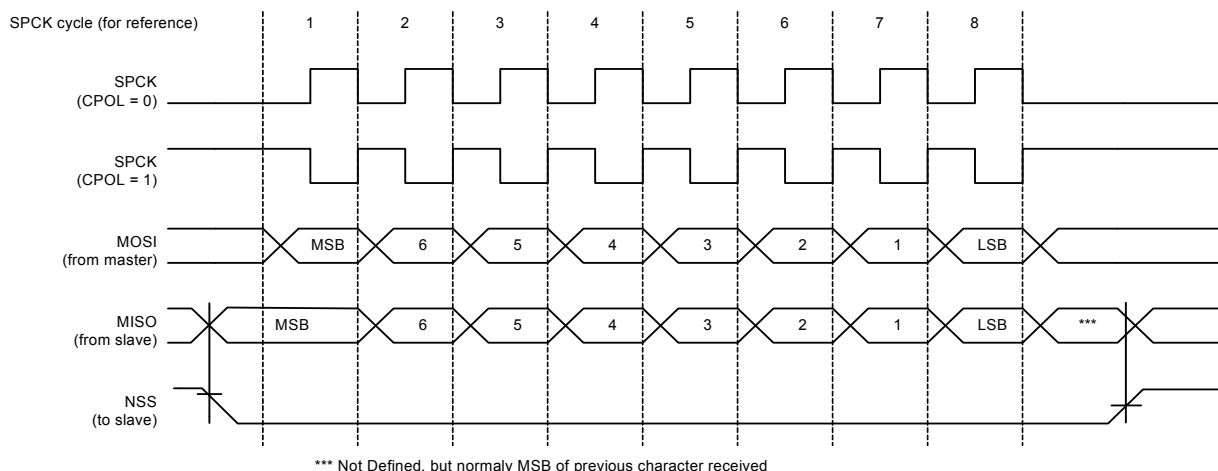 SPCK cycle (for reference) 1 2 3 4 5 6 7 8
SPCK
(CPOL = 0)
SPCK
(CPOL = 1)
MOSI
(from master)
MSB 6 5 4 3 2 1 LSB
MISO
(from slave)
MSB 6 5 4 3 2 1 LSB ***
NSS
(to slave)
*** Not Defined, but normaly MSB of previous character received